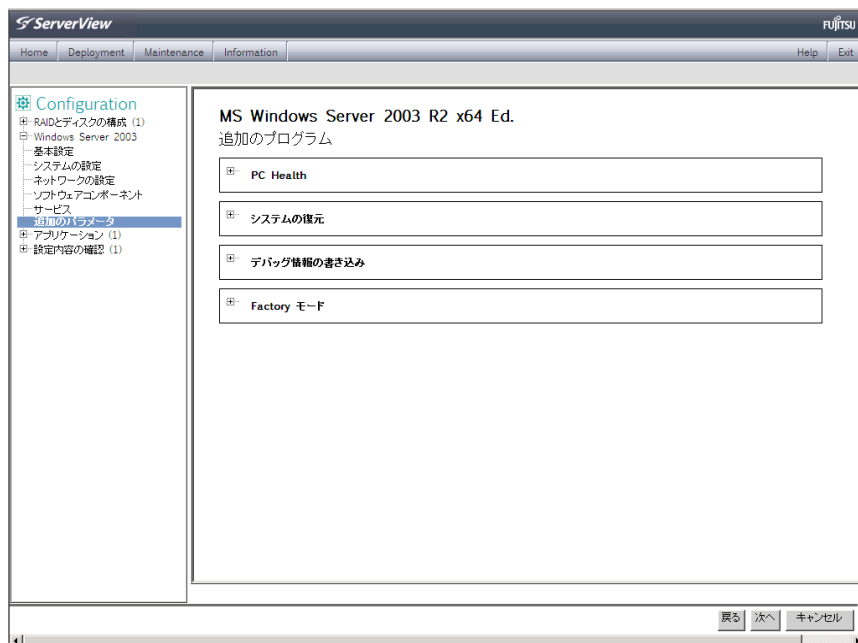 ServerView
FUJITSU
Home Deployment Maintenance Information Help Exit
Configuration
RAIDとディスクの構成 (1)
Windows Server 2003
基本設定
システムの設定
ネットワークの設定
ソフトウェアコンポーネント
サービス
追加のパラメータ
アプリケーション (1)
設定内容の確認 (1)
MS Windows Server 2003 R2 x64 Ed.
追加のプログラム
PC Health
システムの復元
デバッグ情報の書き込み
Factory モード
戻る 次へ キャンセル